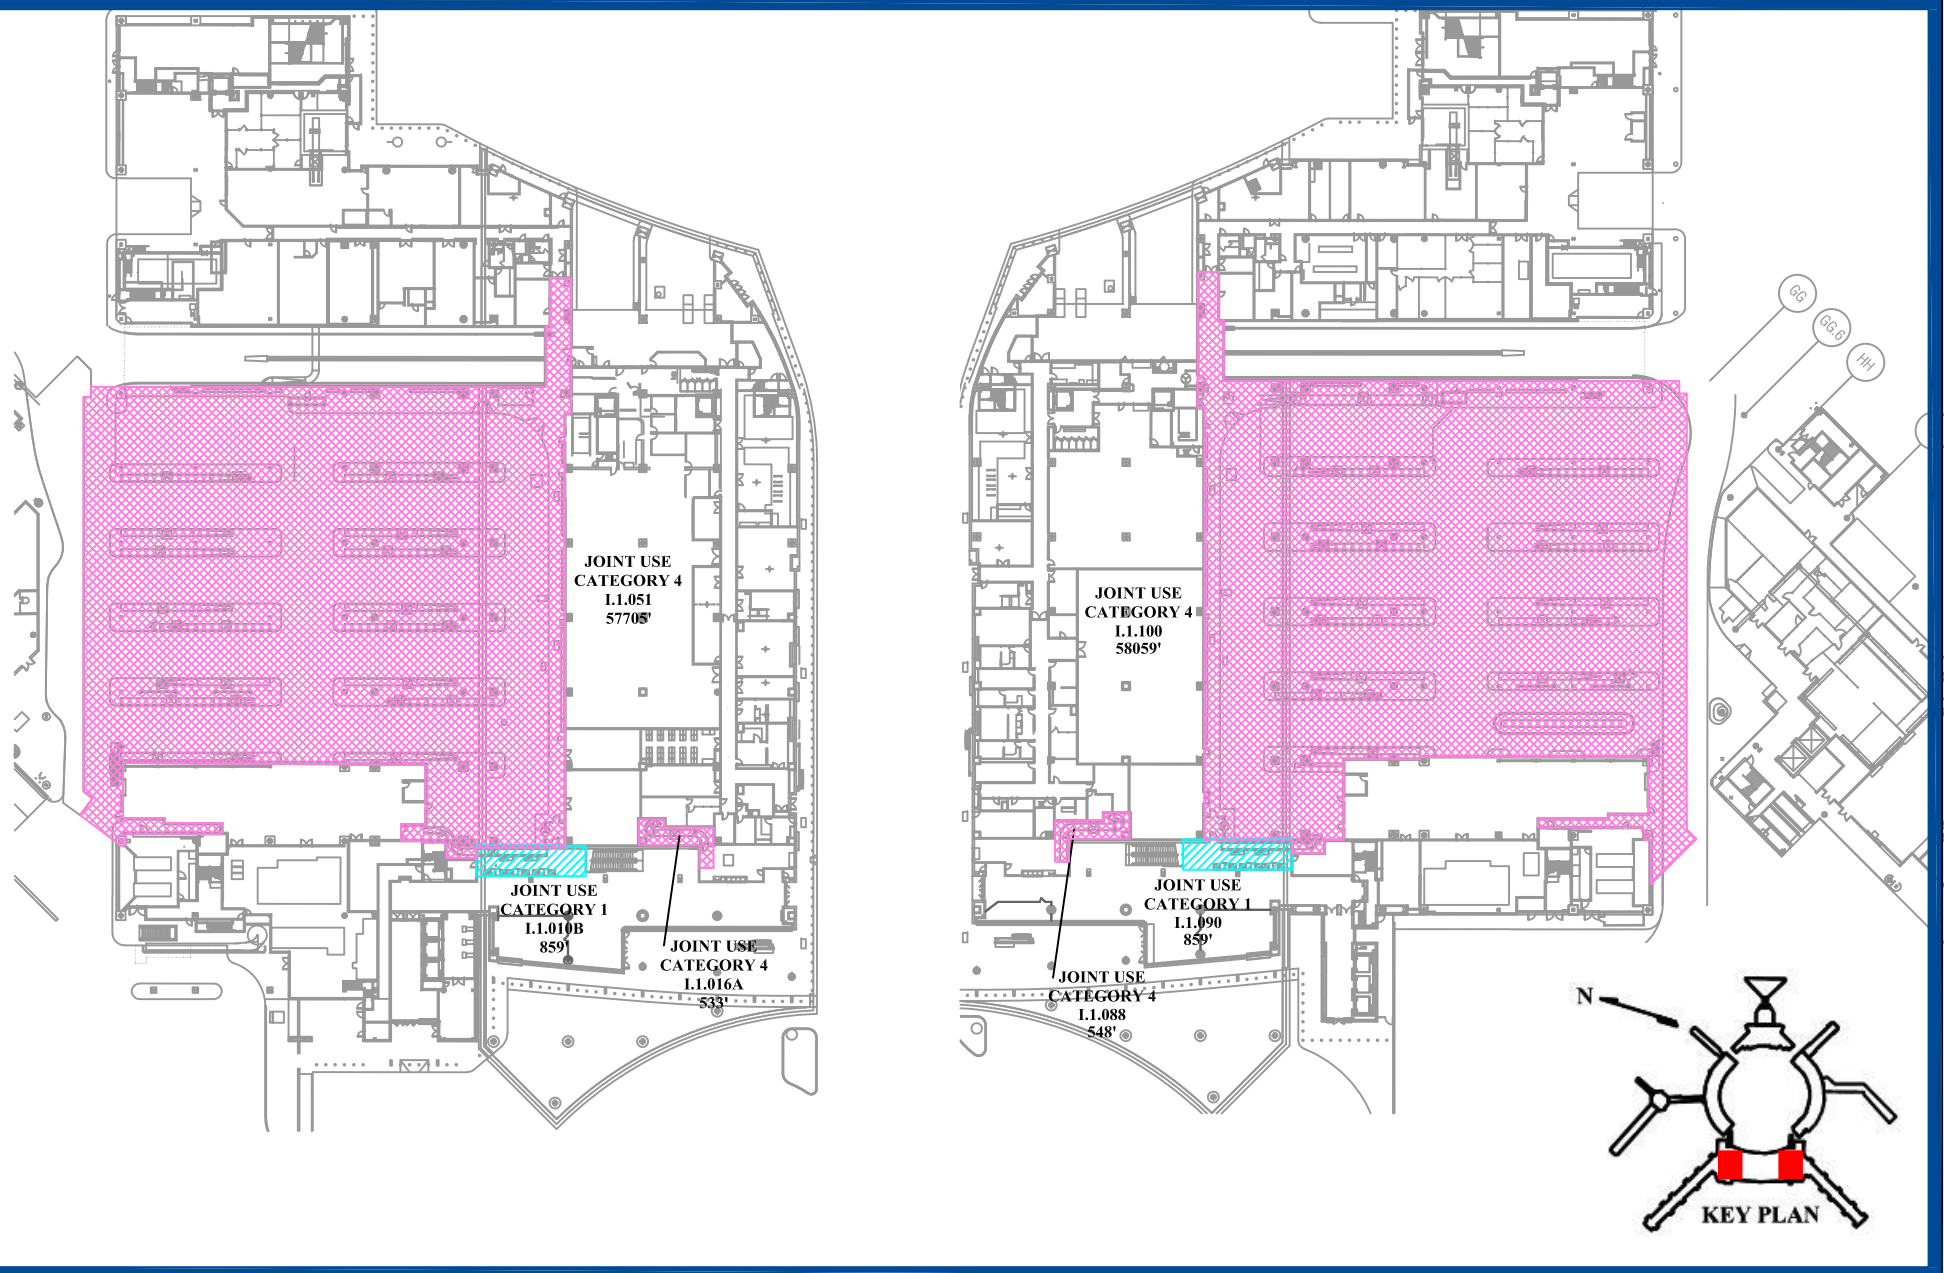 GG
GG.6
HH
JOINT USE
CATEGORY 4
I.1.051
57705'
JOINT USE
CATEGORY 4
I.1.100
58059'
JOINT USE
CATEGORY 1
I.1.010B
859'
JOINT USE
CATEGORY 4
I.1.016A
533'
JOINT USE
CATEGORY 1
I.1.090
859'
JOINT USE
CATEGORY 4
I.1.088
548'
N
KEY PLAN